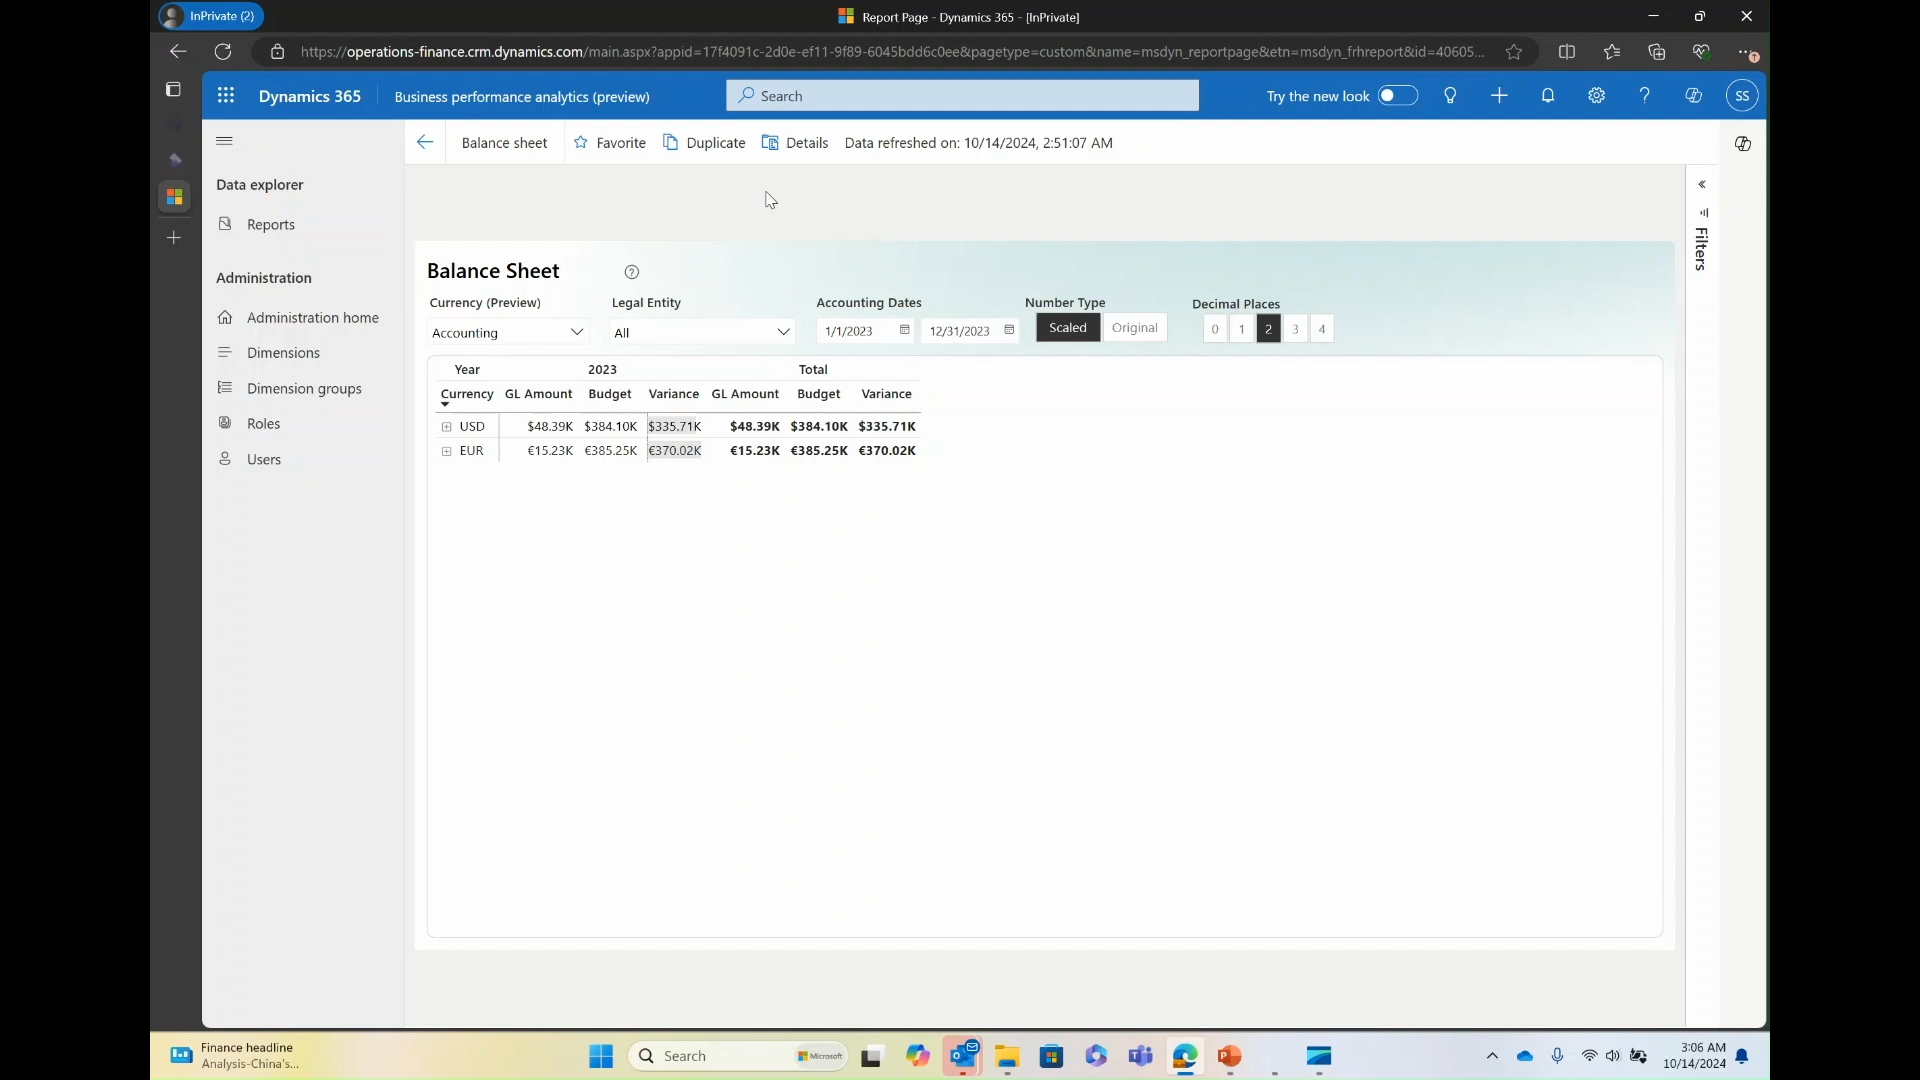 InPrivate (2)
Report Page - Dynamics 365 - [InPrivate]
https://operations-finance.crm.dynamics.com/main.aspx?appid=17f4091c-2d0e-ef11-9f89-6045bdd6c0ee&pagetype=custom&name=msdyn_reportpage&etn=msdyn_frhreport&id=40605...
Dynamics 365
Business performance analytics (preview)
Search
Try the new look
SS
Balance sheet
Favorite
Duplicate
Details
Data refreshed on: 10/14/2024, 2:51:07 AM
Data explorer
Reports
Administration
Administration home
Dimensions
Dimension groups
Roles
Users
Filters
Balance Sheet
Currency (Preview) Legal Entity Accounting Dates Number Type Decimal Places
Accounting All 1/1/2023 12/31/2023 Scaled Original 0 1 2 3 4
Year 2023 Total
Currency GL Amount Budget Variance GL Amount Budget Variance
USD $48.39K $384.10K $335.71K $48.39K $384.10K $335.71K
EUR €15.23K €385.25K €370.02K €15.23K €385.25K €370.02K
Finance headline
Analysis-China's...
Search
Microsoft
3:06 AM
10/14/2024